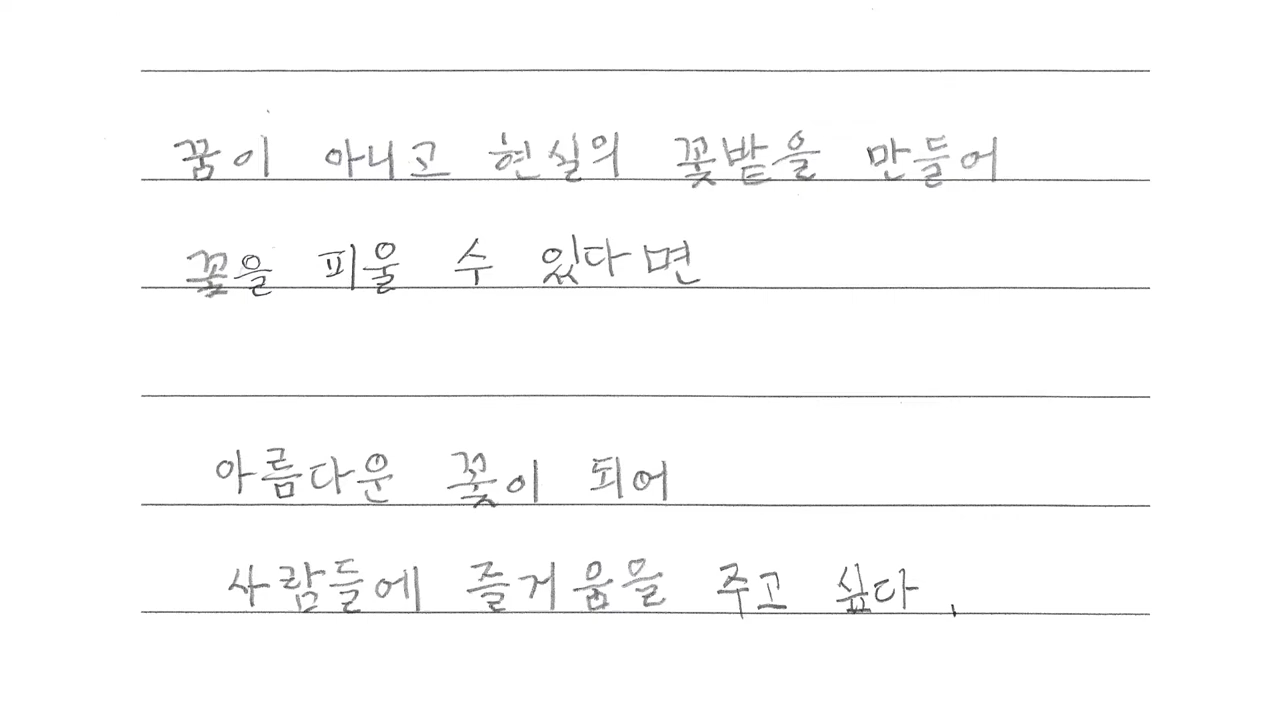 꿈이 아니고 현실의 꽃밭을 만들어
꽃을 피울 수 있다면
아름다운 꽃이 되어
사람들에 즐거움을 주고 싶다.